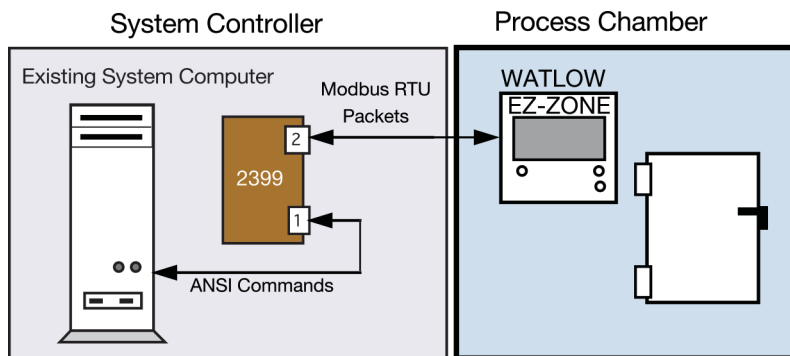 System Controller
Process Chamber
Existing System Computer
Modbus RTU
Packets
WATLOW
EZ-ZONE
2
2399
1
ANSI Commands